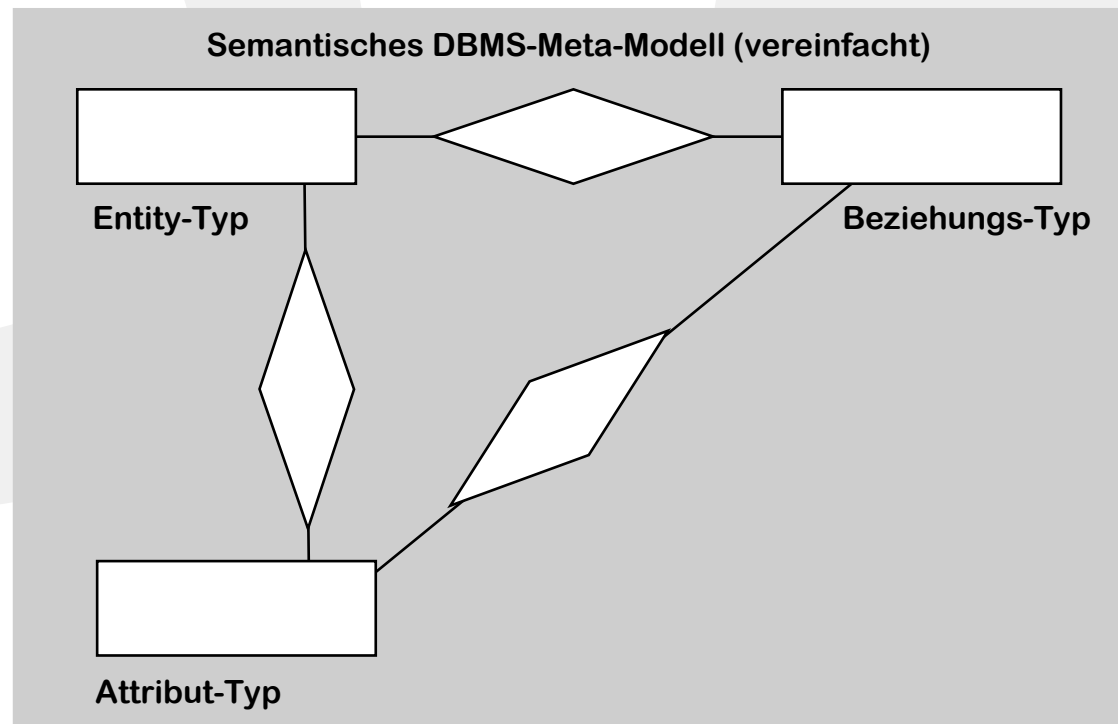 Semantisches DBMS-Meta-Modell (vereinfacht)
Entity-Typ
Beziehungs-Typ
Attribut-Typ